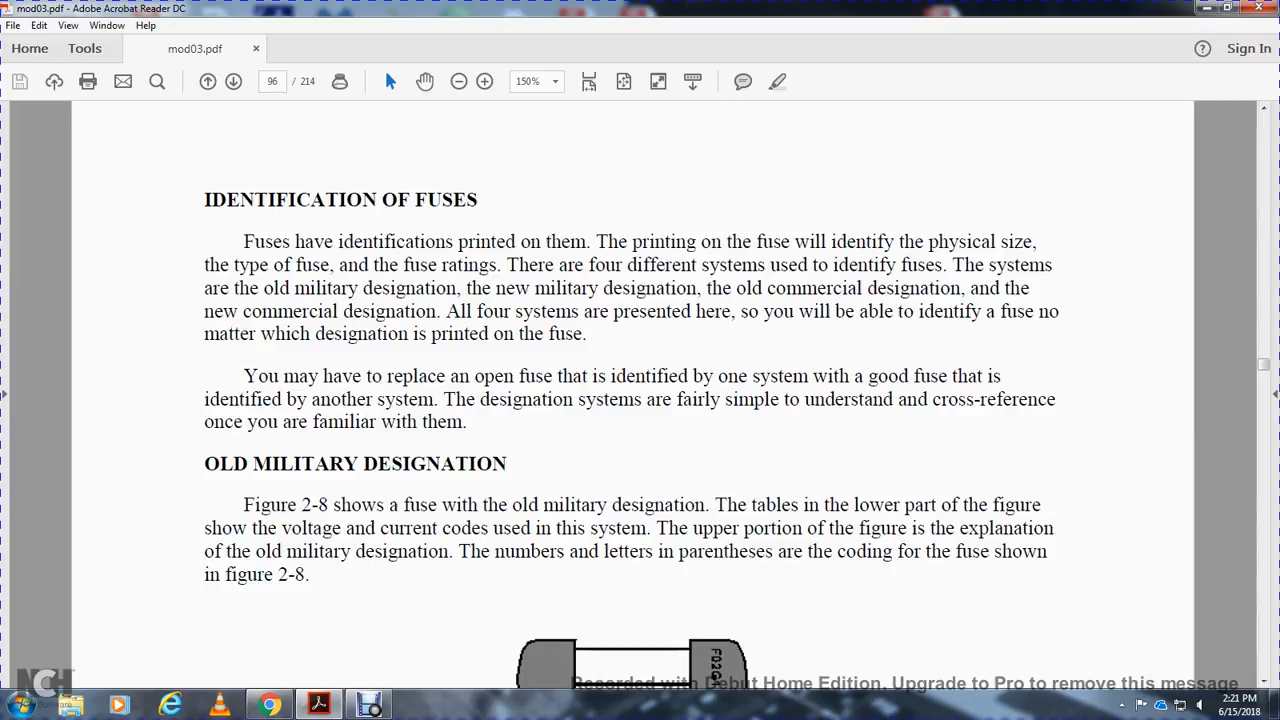 mod03.pdf - Adobe Acrobat Reader DC
File Edit View Window Help
Home Tools mod03.pdf × ? Sign In
96 / 214 150%
IDENTIFICATION OF FUSES
Fuses have identifications printed on them. The printing on the fuse will identify the physical size,
the type of fuse, and the fuse ratings. There are four different systems used to identify fuses. The systems
are the old military designation, the new military designation, the old commercial designation, and the
new commercial designation. All four systems are presented here, so you will be able to identify a fuse no
matter which designation is printed on the fuse.
You may have to replace an open fuse that is identified by one system with a good fuse that is
identified by another system. The designation systems are fairly simple to understand and cross-reference
once you are familiar with them.
OLD MILITARY DESIGNATION
Figure 2-8 shows a fuse with the old military designation. The tables in the lower part of the figure
show the voltage and current codes used in this system. The upper portion of the figure is the explanation
of the old military designation. The numbers and letters in parentheses are the coding for the fuse shown
in figure 2-8.
Recorded with Debut Home Edition. Upgrade to Pro to remove this message
NCH
Software
2:21 PM
6/15/2018